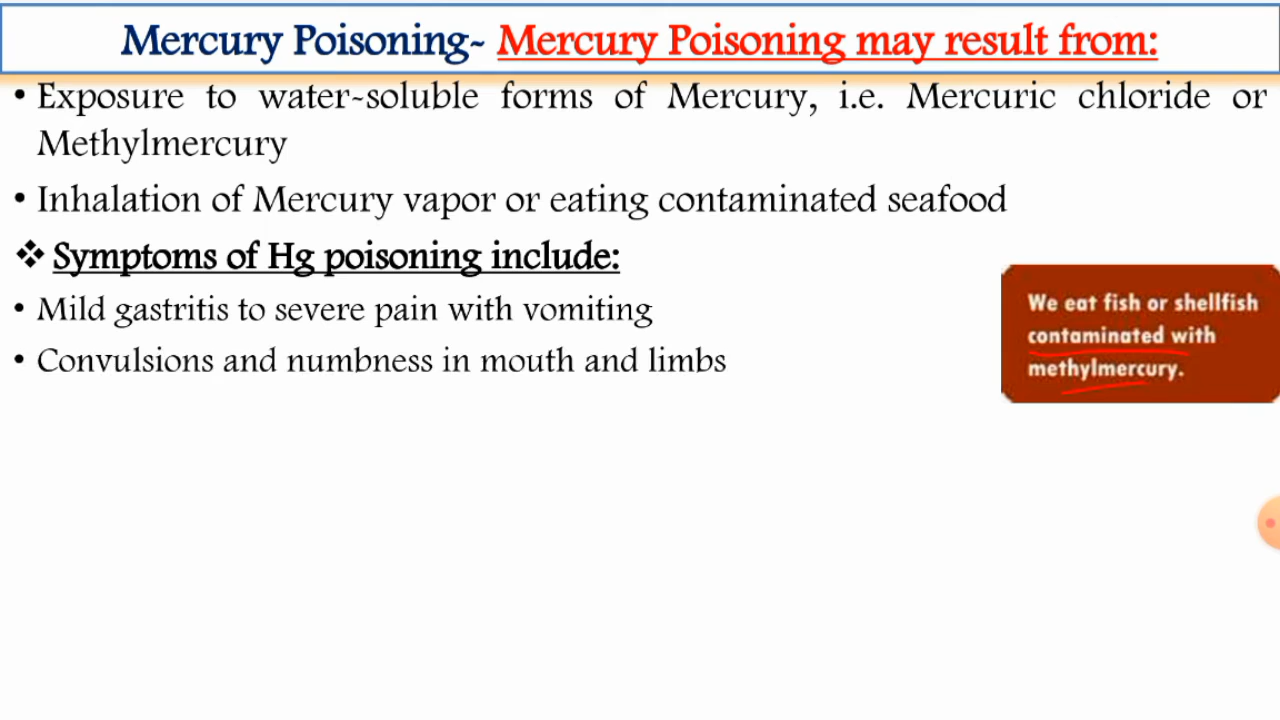 Mercury Poisoning- Mercury Poisoning may result from:
• Exposure to water-soluble forms of Mercury, i.e. Mercuric chloride or
Methylmercury
• Inhalation of Mercury vapor or eating contaminated seafood
❖ Symptoms of Hg poisoning include:
• Mild gastritis to severe pain with vomiting
• Convulsions and numbness in mouth and limbs
We eat fish or shellfish
contaminated with
methylmercury.